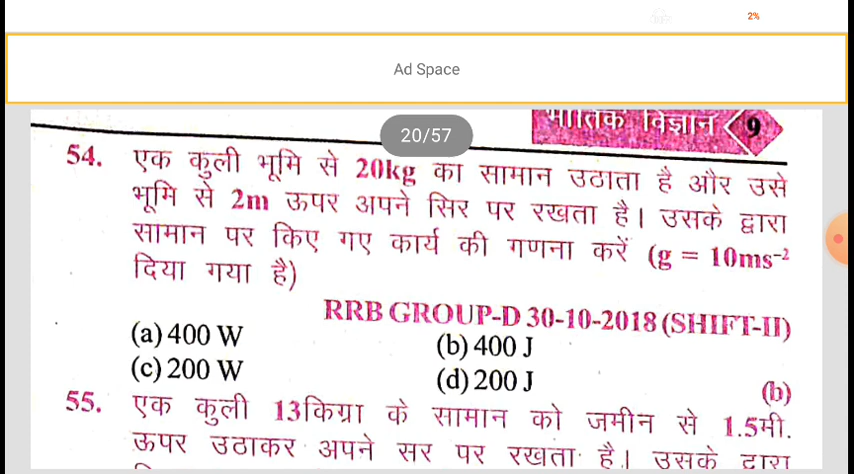 2%
Ad Space
20/57
भौतिक विज्ञान 9
54. एक कुली भूमि से 20kg का सामान उठाता है और उसे
भूमि से 2m ऊपर अपने सिर पर रखता है। उसके द्वारा
सामान पर किए गए कार्य की गणना करें (g = 10ms⁻²
दिया गया है)
RRB GROUP-D 30-10-2018 (SHIFT-II)
(a) 400 W (b) 400 J
(c) 200 W (d) 200 J
(b)
55. एक कुली 13किग्रा के सामान को जमीन से 1.5मी.
ऊपर उठाकर अपने सर पर रखता है। उसके द्वारा